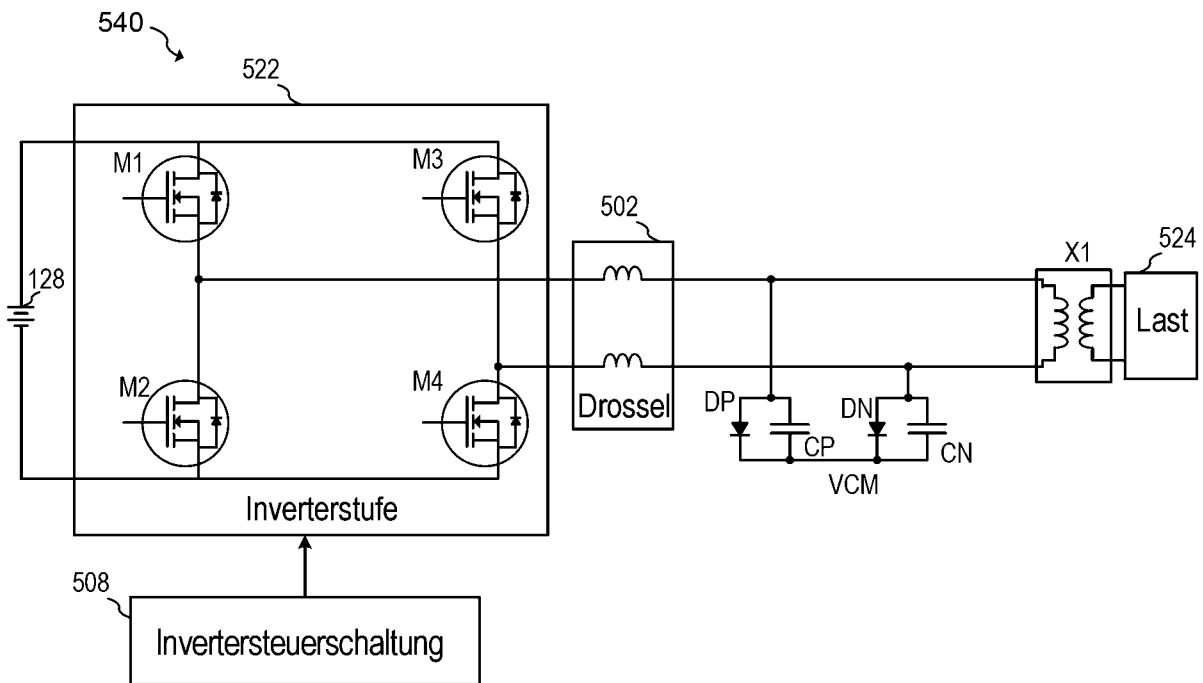 540
522
M1
M3
502
X1
524
128
Last
M2
M4
Drossel
DP
DN
CP
CN
VCM
Inverterstufe
508
Invertersteuerschaltung